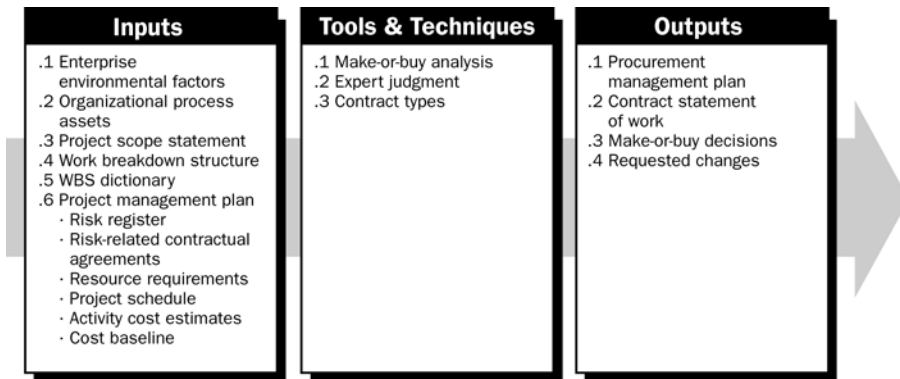 Inputs
.1 Enterprise
environmental factors
.2 Organizational process
assets
.3 Project scope statement
.4 Work breakdown structure
.5 WBS dictionary
.6 Project management plan
· Risk register
· Risk-related contractual
agreements
· Resource requirements
· Project schedule
· Activity cost estimates
· Cost baseline
Tools & Techniques
.1 Make-or-buy analysis
.2 Expert judgment
.3 Contract types
Outputs
.1 Procurement
management plan
.2 Contract statement
of work
.3 Make-or-buy decisions
.4 Requested changes